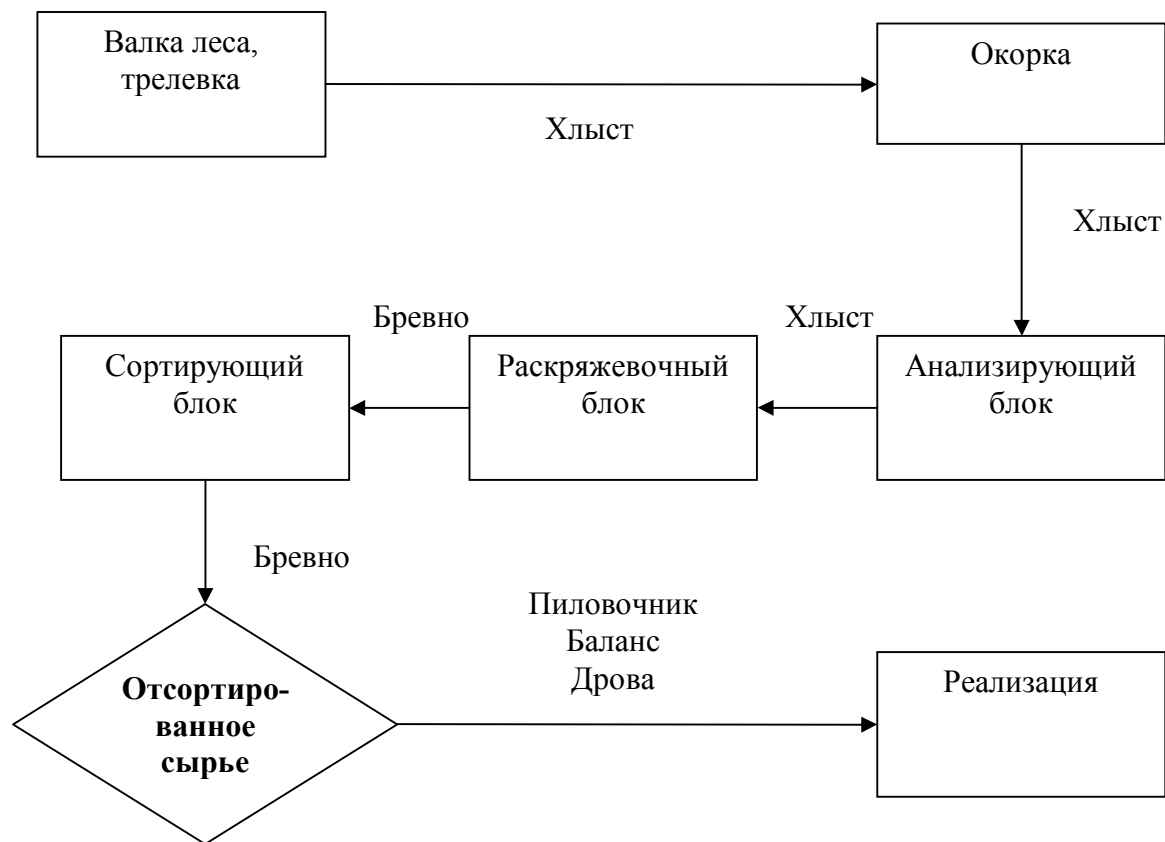 Валка леса,
трелевка
Хлыст
Окорка
Хлыст
Анализирующий
блок
Хлыст
Раскряжевочный
блок
Бревно
Сортирующий
блок
Бревно
Отсортиро-
ванное
сырье
Пиловочник
Баланс
Дрова
Реализация